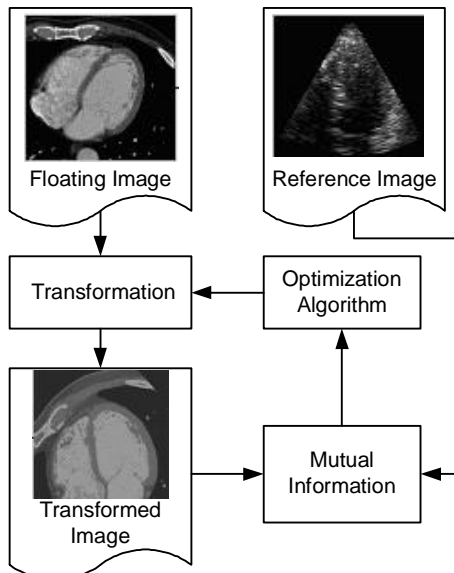 Floating Image
Reference Image
Transformation
Optimization
Algorithm
Transformed
Image
Mutual
Information